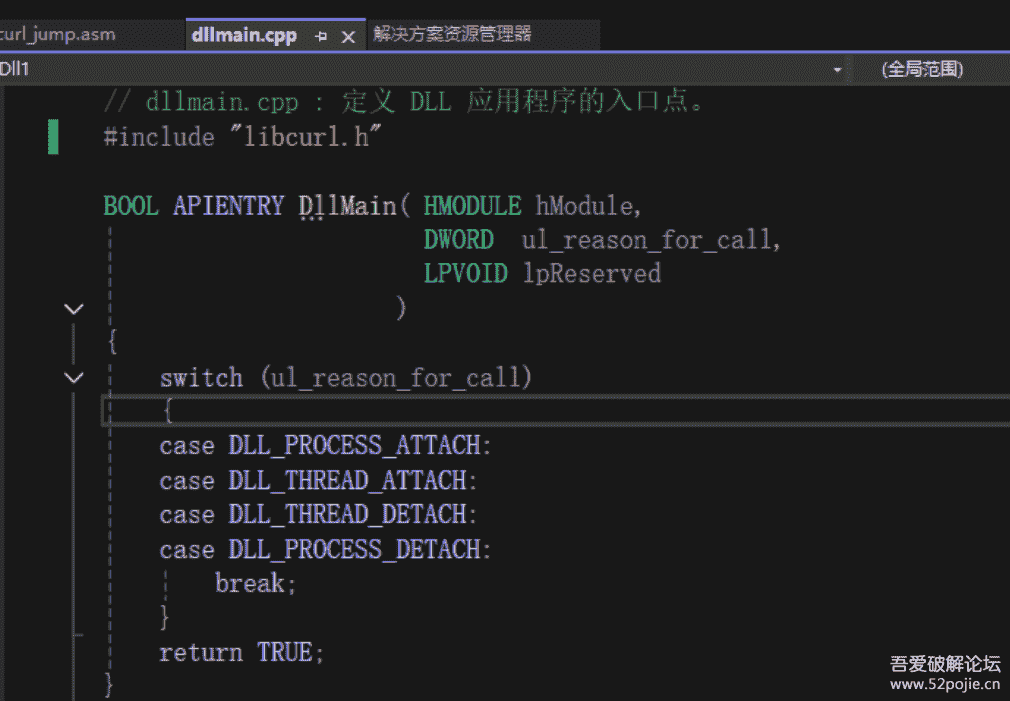 curl_jump.asm dllmain.cpp 解决方案资源管理器
Dll1 (全局范围)
// dllmain.cpp : 定义 DLL 应用程序的入口点。
#include "libcurl.h"
BOOL APIENTRY DllMain( HMODULE hModule,
DWORD ul_reason_for_call,
LPVOID lpReserved
)
{
switch (ul_reason_for_call)
{
case DLL_PROCESS_ATTACH:
case DLL_THREAD_ATTACH:
case DLL_THREAD_DETACH:
case DLL_PROCESS_DETACH:
break;
}
return TRUE;
}
吾爱破解论坛
www.52pojie.cn